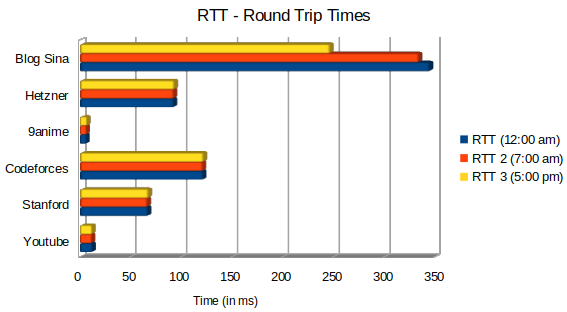 RTT - Round Trip Times
Blog Sina
Hetzner
9anime
Codeforces
Stanford
Youtube
RTT (12:00 am)
RTT 2 (7:00 am)
RTT 3 (5:00 pm)
0 50 100 150 200 250 300 350
Time (in ms)